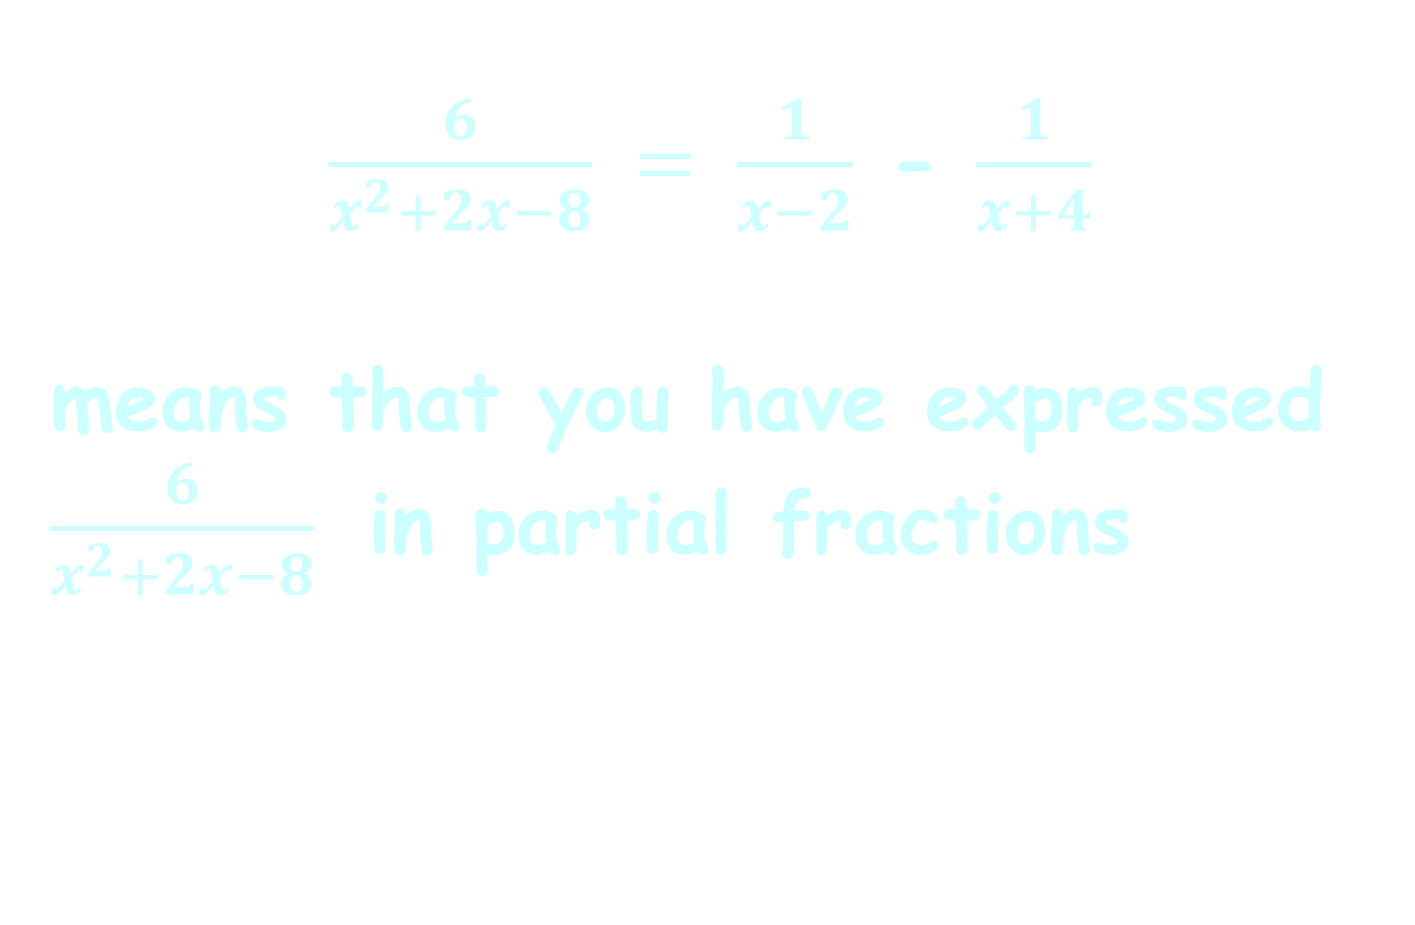 6/(x²+2x−8) = 1/(x−2) - 1/(x+4)
means that you have expressed
6/(x²+2x−8) in partial fractions